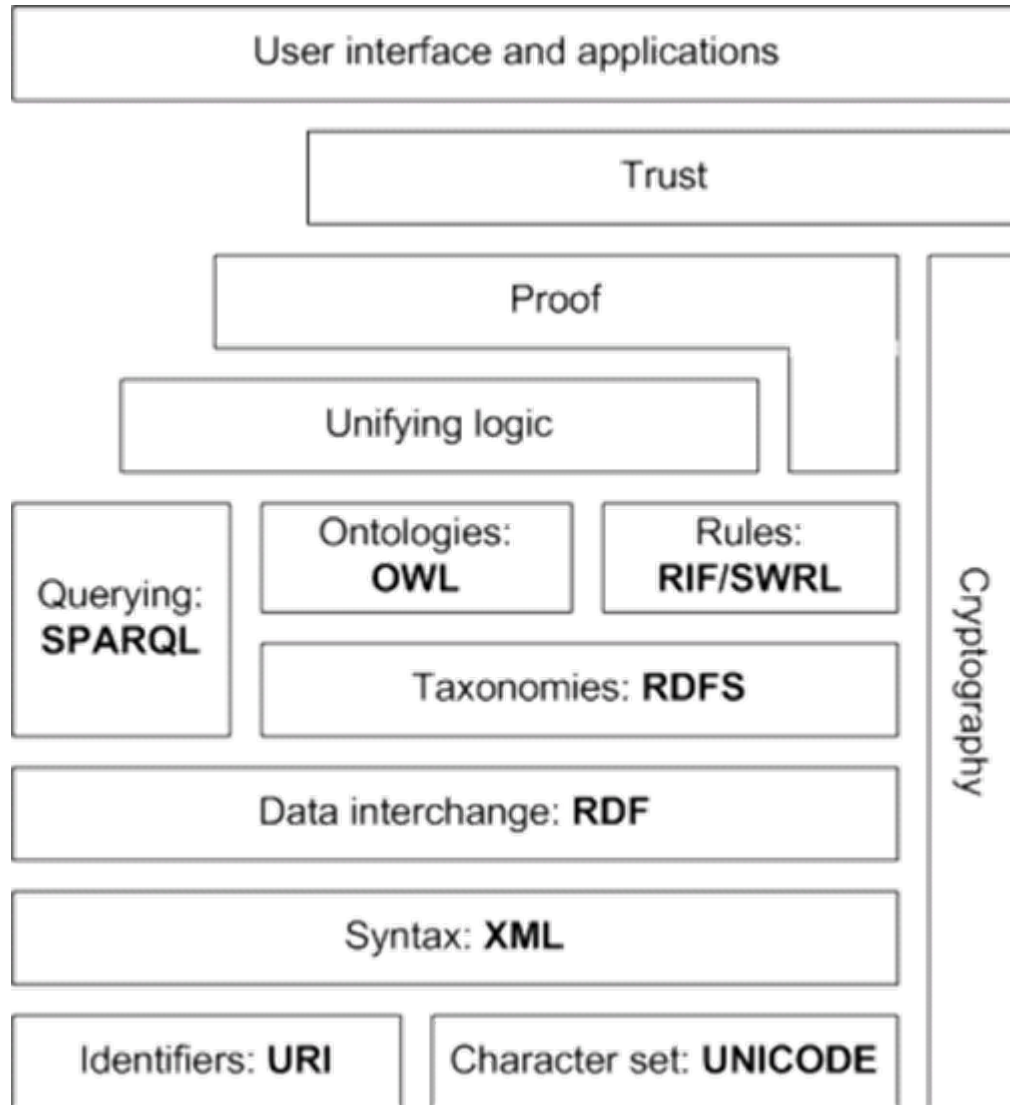 User interface and applications
Trust
Proof
Unifying logic
Querying:
SPARQL
Ontologies:
OWL
Rules:
RIF/SWRL
Taxonomies: RDFS
Cryptography
Data interchange: RDF
Syntax: XML
Identifiers: URI
Character set: UNICODE